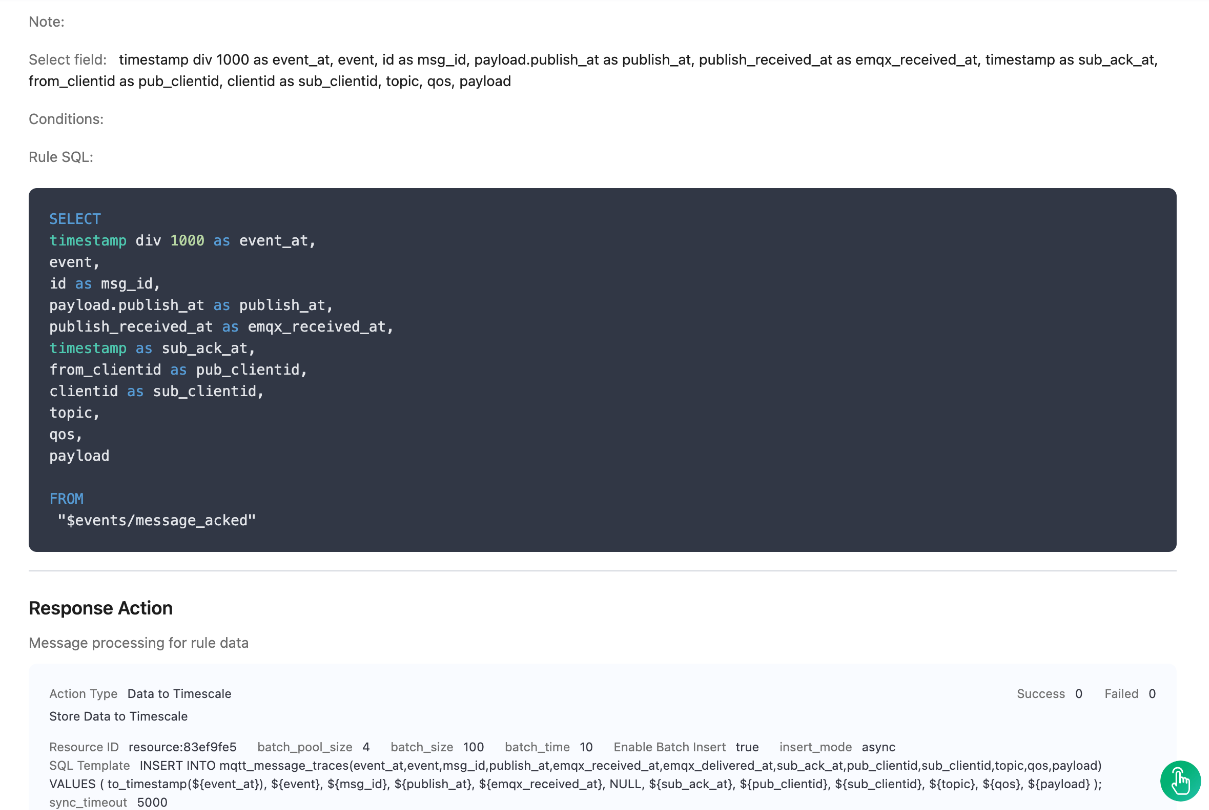 Note:
Select field: timestamp div 1000 as event_at, event, id as msg_id, payload.publish_at as publish_at, publish_received_at as emqx_received_at, timestamp as sub_ack_at,
from_clientid as pub_clientid, clientid as sub_clientid, topic, qos, payload
Conditions:
Rule SQL:
SELECT
timestamp div 1000 as event_at,
event,
id as msg_id,
payload.publish_at as publish_at,
publish_received_at as emqx_received_at,
timestamp as sub_ack_at,
from_clientid as pub_clientid,
clientid as sub_clientid,
topic,
qos,
payload
FROM
"$events/message_acked"
Response Action
Message processing for rule data
Action Type Data to Timescale Success 0 Failed 0
Store Data to Timescale
Resource ID resource:83ef9fe5 batch_pool_size 4 batch_size 100 batch_time 10 Enable Batch Insert true insert_mode async
SQL Template INSERT INTO mqtt_message_traces(event_at,event,msg_id,publish_at,emqx_received_at,emqx_delivered_at,sub_ack_at,pub_clientid,sub_clientid,topic,qos,payload)
VALUES ( to_timestamp(${event_at}), ${event}, ${msg_id}, ${publish_at}, ${emqx_received_at}, NULL, ${sub_ack_at}, ${pub_clientid}, ${sub_clientid}, ${topic}, ${qos}, ${payload} );
sync_timeout 5000